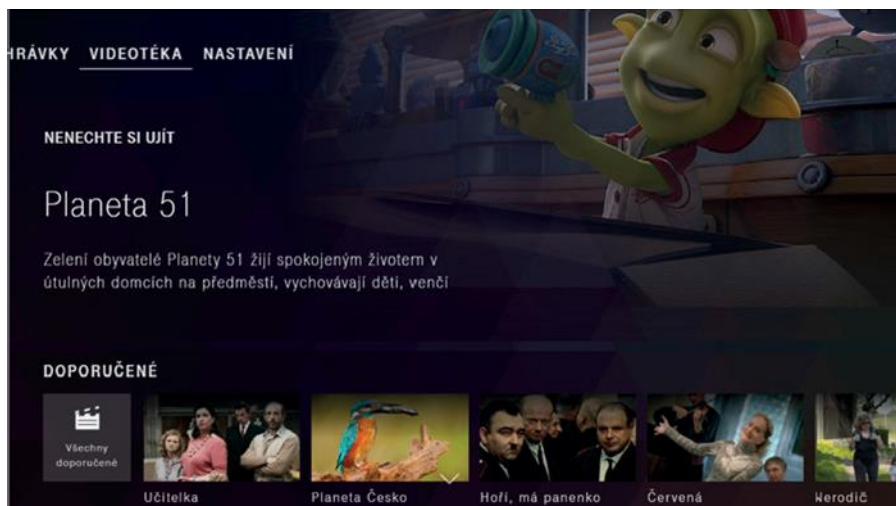 HRÁVKY VIDEOTÉKA NASTAVENÍ
NENECHTE SI UJÍT
Planeta 51
Zelení obyvatelé Planety 51 žijí spokojeným životem v
útulných domcích na předměstí, vychovávají děti, venčí
DOPORUČENÉ
Všechny
doporučené
Učitelka Planeta Česko Hoří, má panenko Červená Werodič